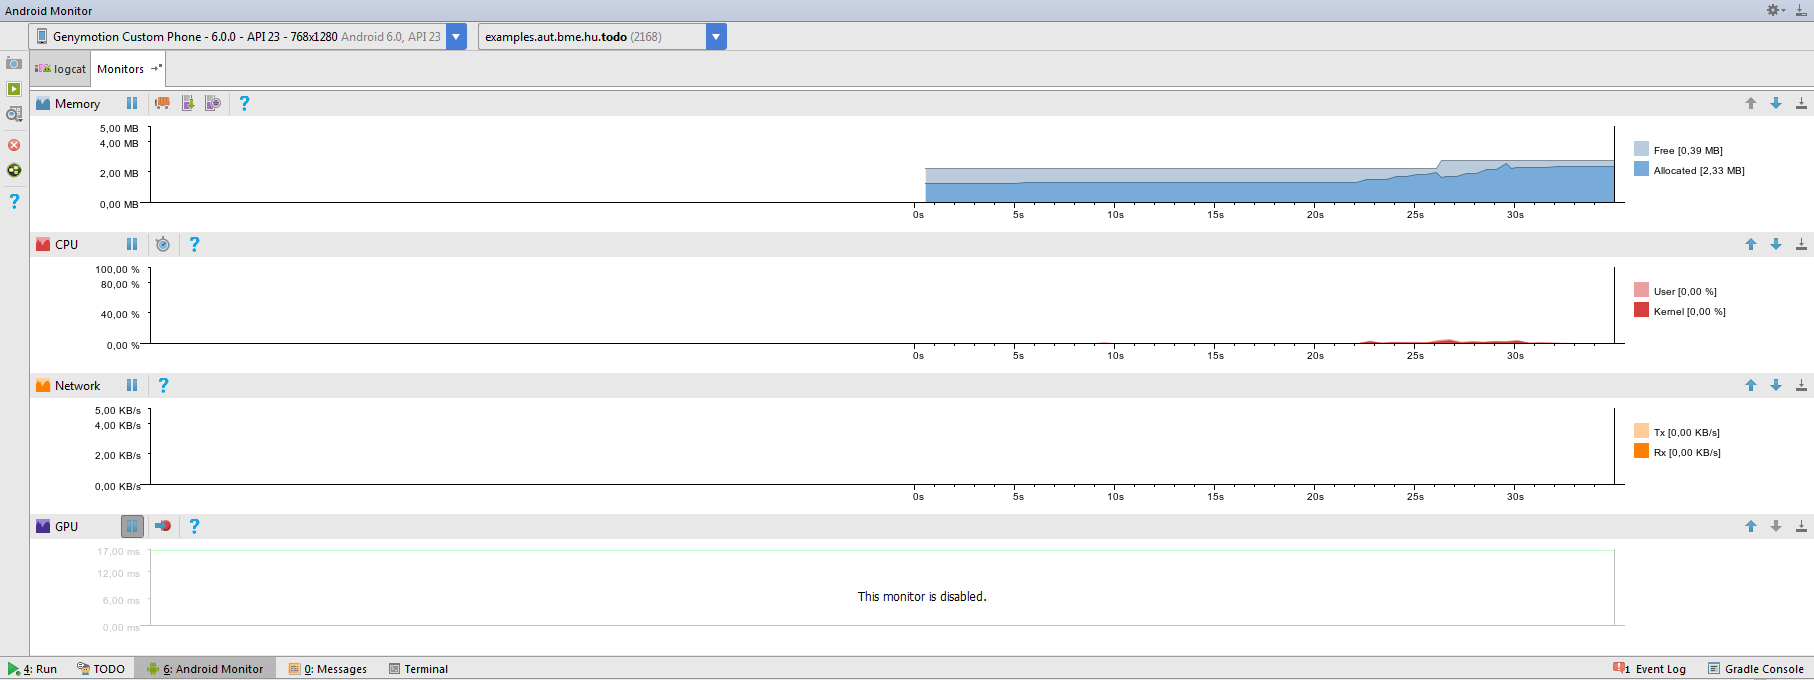 Android Monitor
Genymotion Custom Phone - 6.0.0 - API 23 - 768x1280 Android 6.0, API 23
examples.aut.bme.hu.todo (2168)
logcat
Monitors
Memory
?
5,00 MB
4,00 MB
2,00 MB
0,00 MB
0s 5s 10s 15s 20s 25s 30s
Free [0,39 MB]
Allocated [2,33 MB]
CPU
?
100,00 %
80,00 %
40,00 %
0,00 %
0s 5s 10s 15s 20s 25s 30s
User [0,00 %]
Kernel [0,00 %]
Network
?
5,00 KB/s
4,00 KB/s
2,00 KB/s
0,00 KB/s
0s 5s 10s 15s 20s 25s 30s
Tx [0,00 KB/s]
Rx [0,00 KB/s]
GPU
?
17,00 ms
12,00 ms
6,00 ms
0,00 ms
This monitor is disabled.
?
4: Run
TODO
6: Android Monitor
0: Messages
Terminal
1 Event Log
Gradle Console